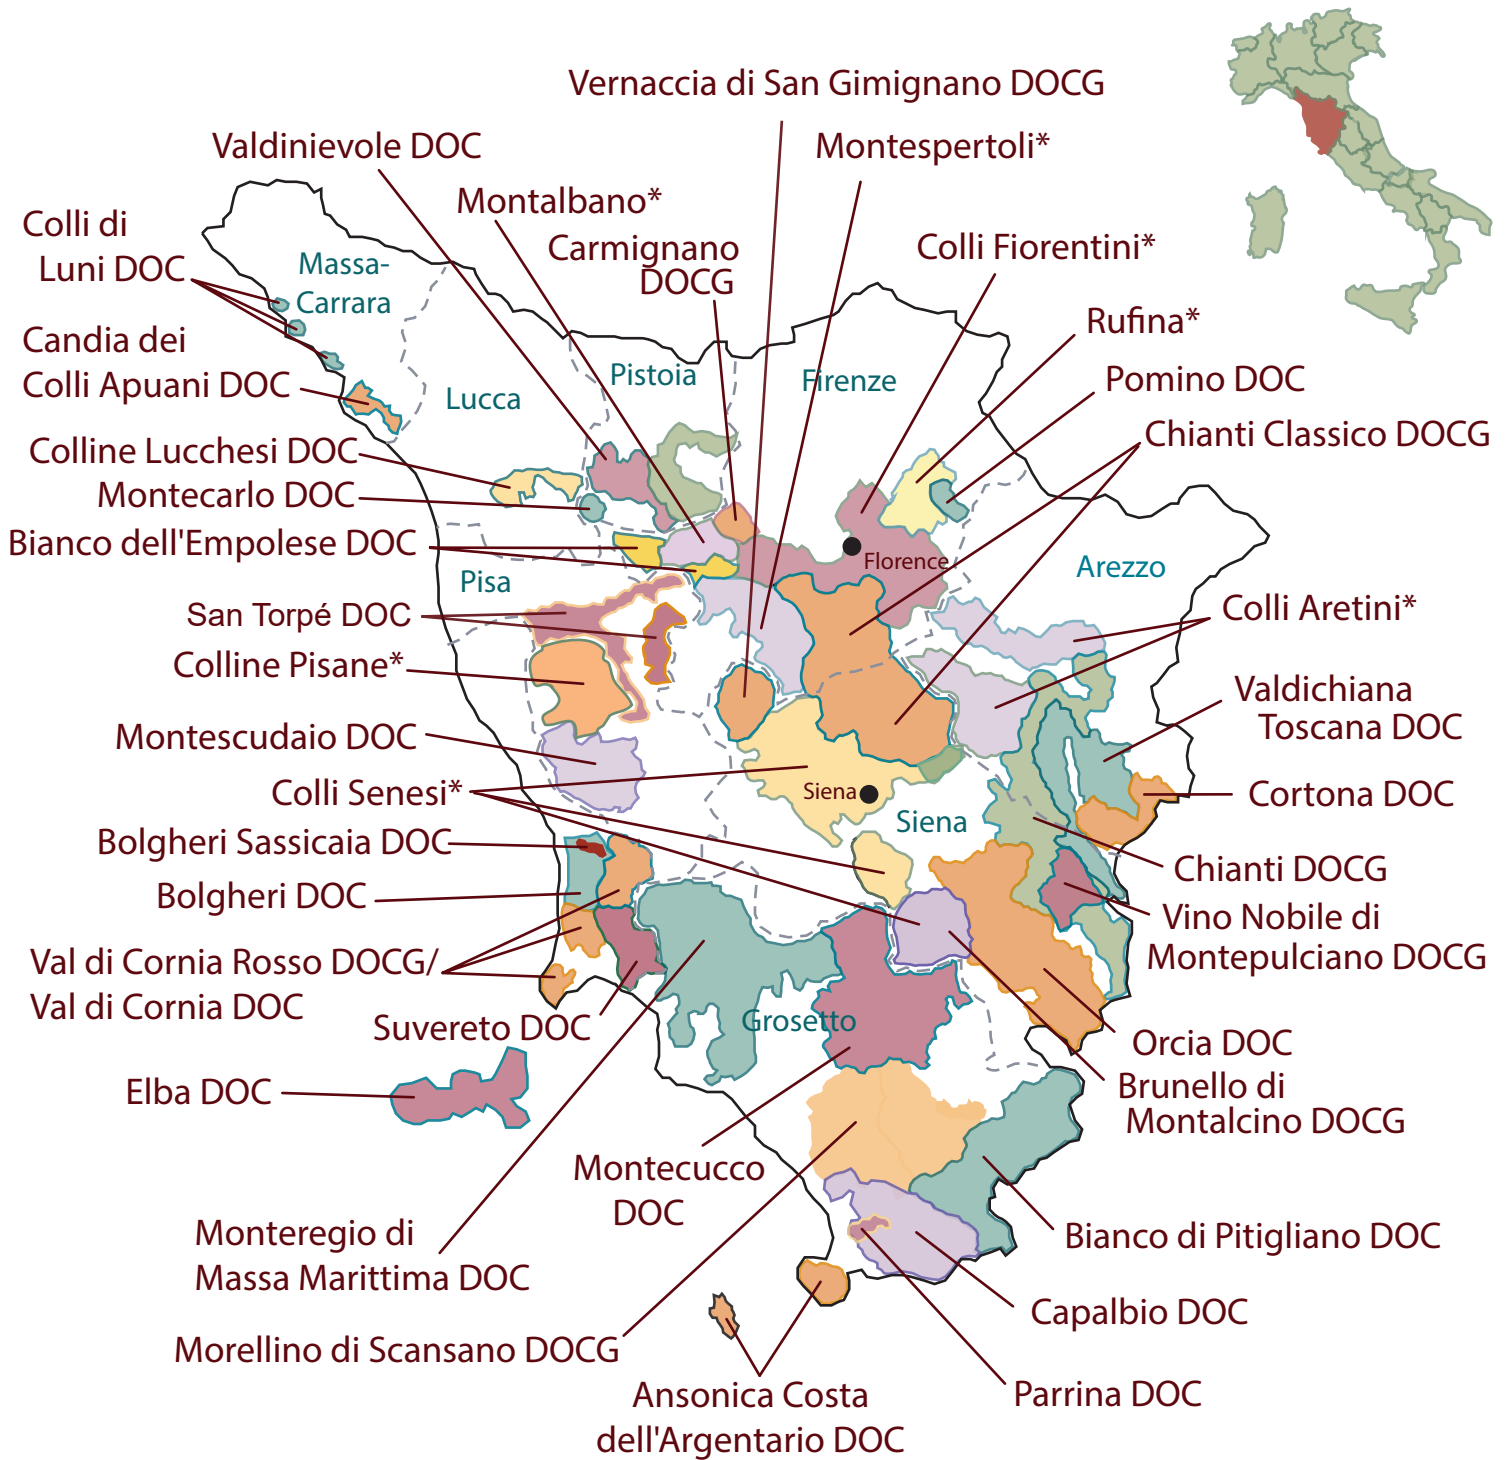 Vernaccia di San Gimignano DOCG
Valdinievole DOC
Montespertoli*
Montalbano*
Colli di
Luni DOC
Carmignano
DOCG
Colli Fiorentini*
Massa-
Carrara
Rufina*
Candia dei
Colli Apuani DOC
Pistoia
Firenze
Pomino DOC
Lucca
Chianti Classico DOCG
Colline Lucchesi DOC
Montecarlo DOC
Bianco dell'Empolese DOC
Florence
Arezzo
Pisa
San Torpé DOC
Colli Aretini*
Colline Pisane*
Valdichiana
Toscana DOC
Montescudaio DOC
Colli Senesi*
Siena
Cortona DOC
Siena
Bolgheri Sassicaia DOC
Chianti DOCG
Bolgheri DOC
Vino Nobile di
Montepulciano DOCG
Val di Cornia Rosso DOCG/
Val di Cornia DOC
Suvereto DOC
Grosseto
Orcia DOC
Elba DOC
Brunello di
Montalcino DOCG
Montecucco
DOC
Monteregio di
Massa Marittima DOC
Bianco di Pitigliano DOC
Capalbio DOC
Morellino di Scansano DOCG
Ansonica Costa
dell'Argentario DOC
Parrina DOC